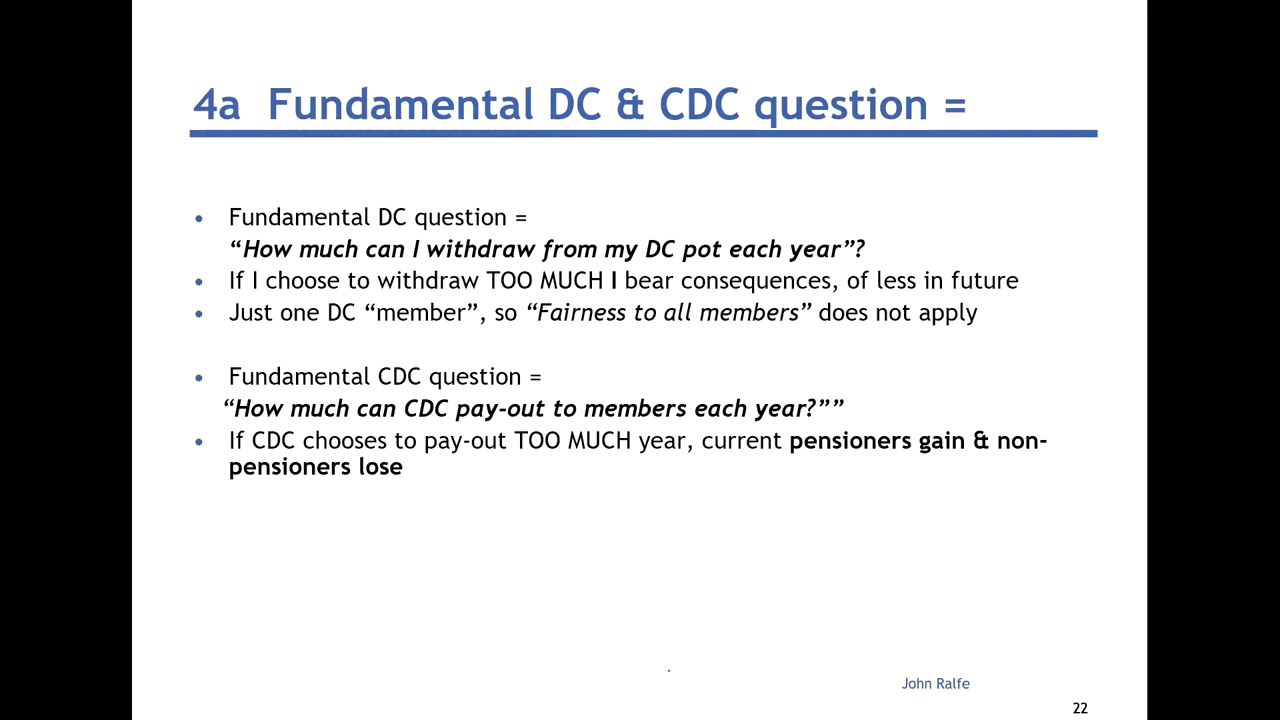 4a Fundamental DC & CDC question =
• Fundamental DC question =
“How much can I withdraw from my DC pot each year”?
• If I choose to withdraw TOO MUCH I bear consequences, of less in future
• Just one DC “member”, so “Fairness to all members” does not apply
• Fundamental CDC question =
“How much can CDC pay-out to members each year?””
• If CDC chooses to pay-out TOO MUCH year, current pensioners gain & non-
pensioners lose
.
John Ralfe
22